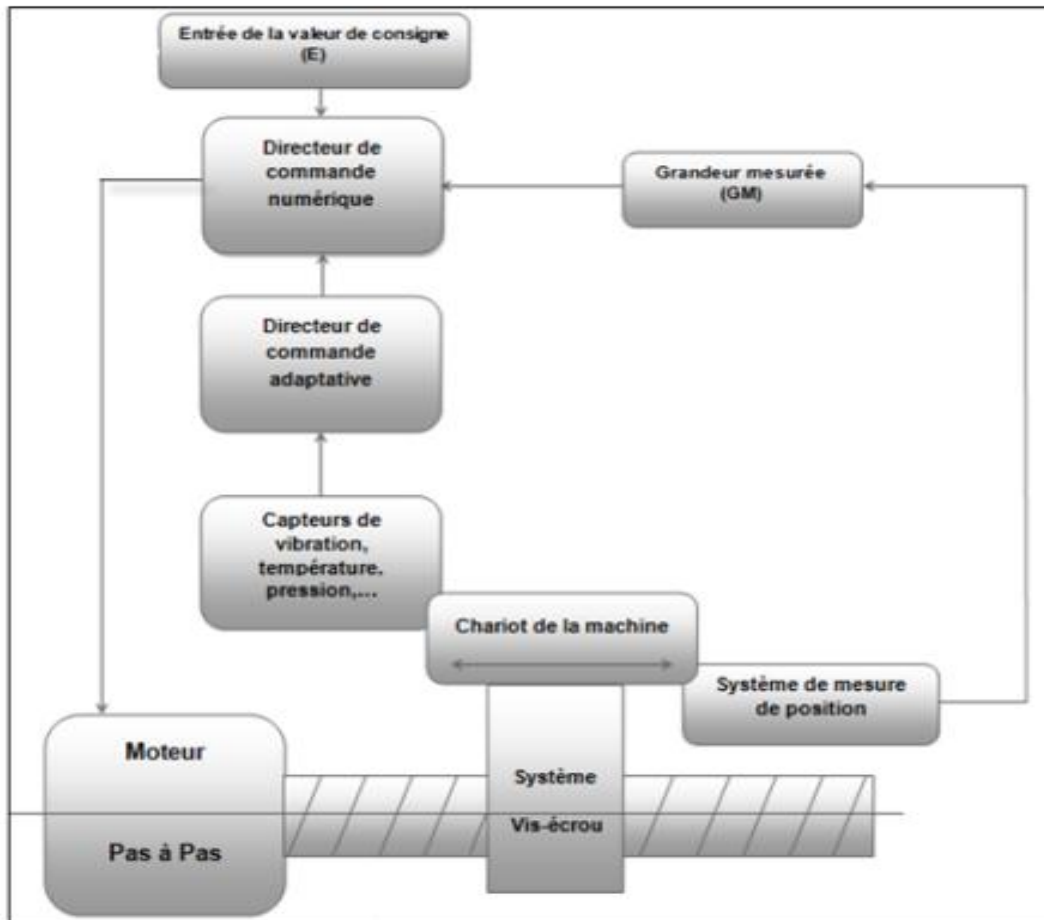 Entrée de la valeur de consigne
(E)
Directeur de
commande
numérique
Grandeur mesurée
(GM)
Directeur de
commande
adaptative
Capteurs de
vibration,
température,
pression,...
Chariot de la machine
Système de mesure
de position
Moteur
Pas à Pas
Système
Vis-écrou